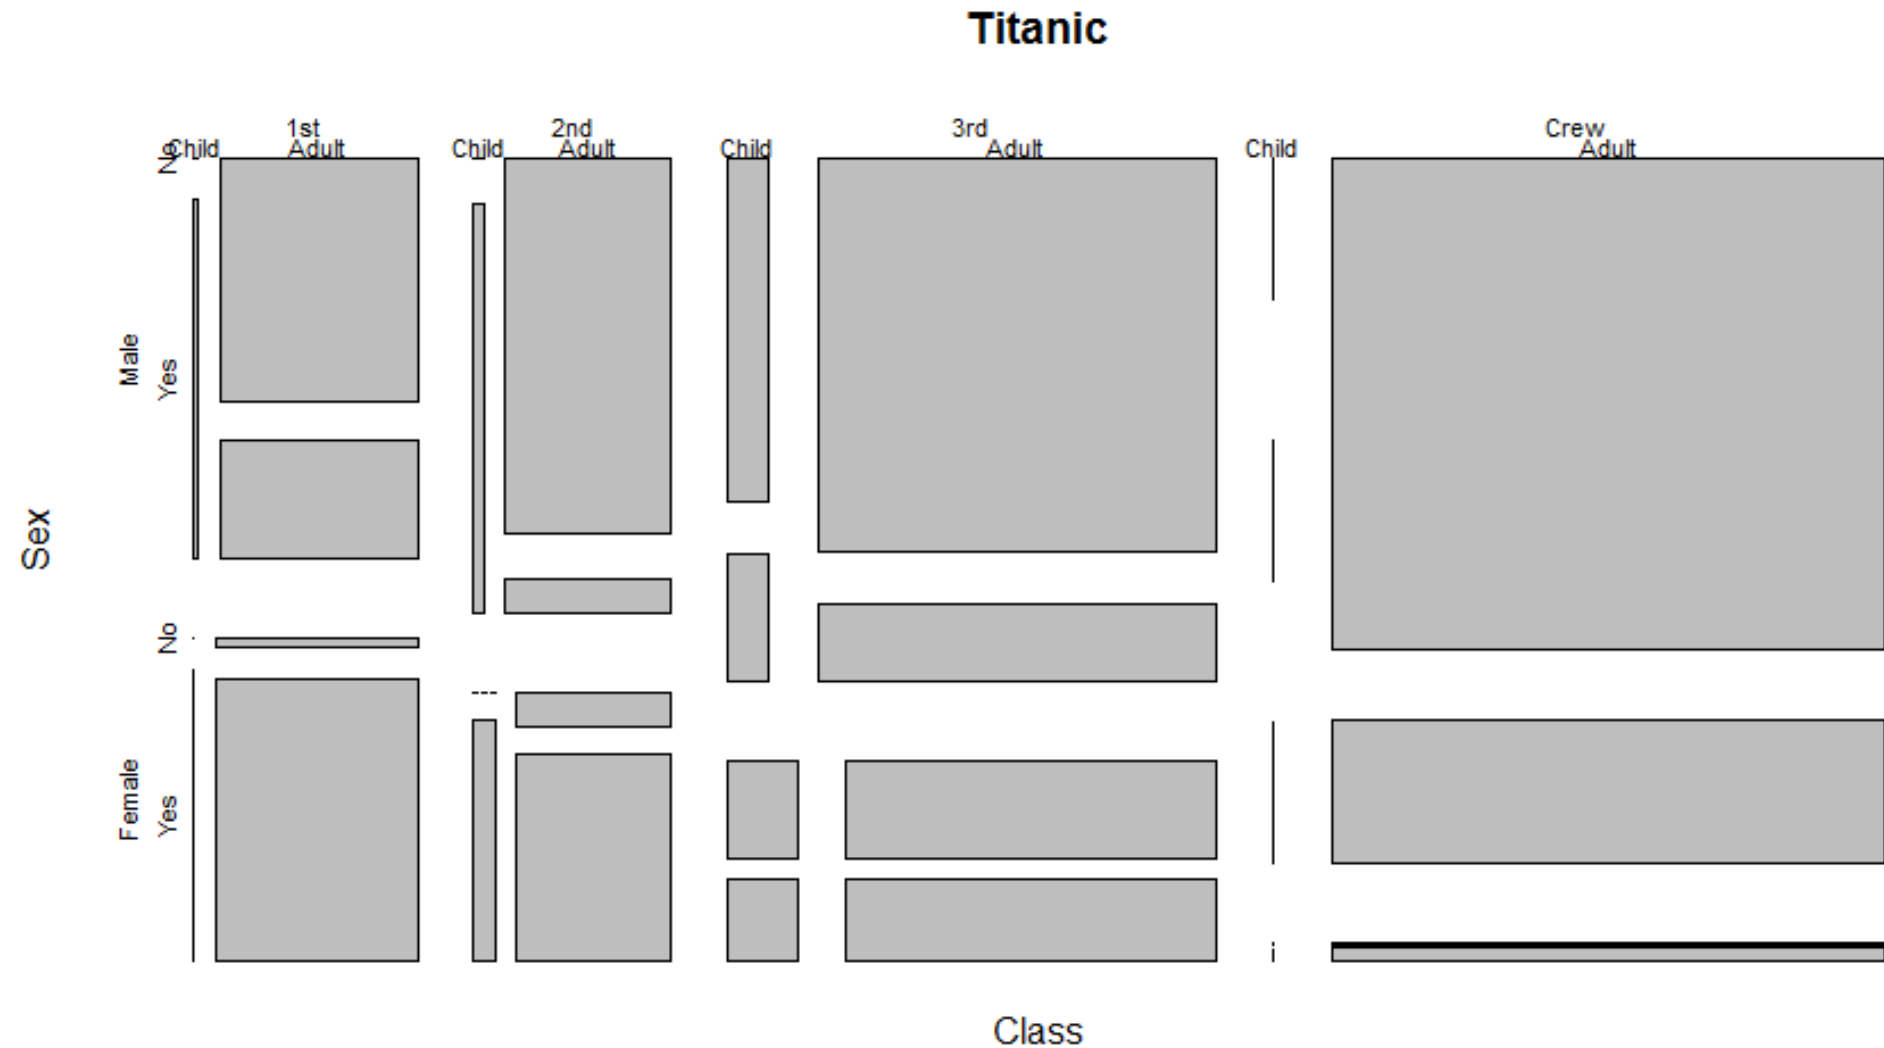 Titanic
1st 2nd 3rd Crew
Child Adult Child Adult Child Adult Child Adult
No
Male
Yes
Sex
No
Female
Yes
Class